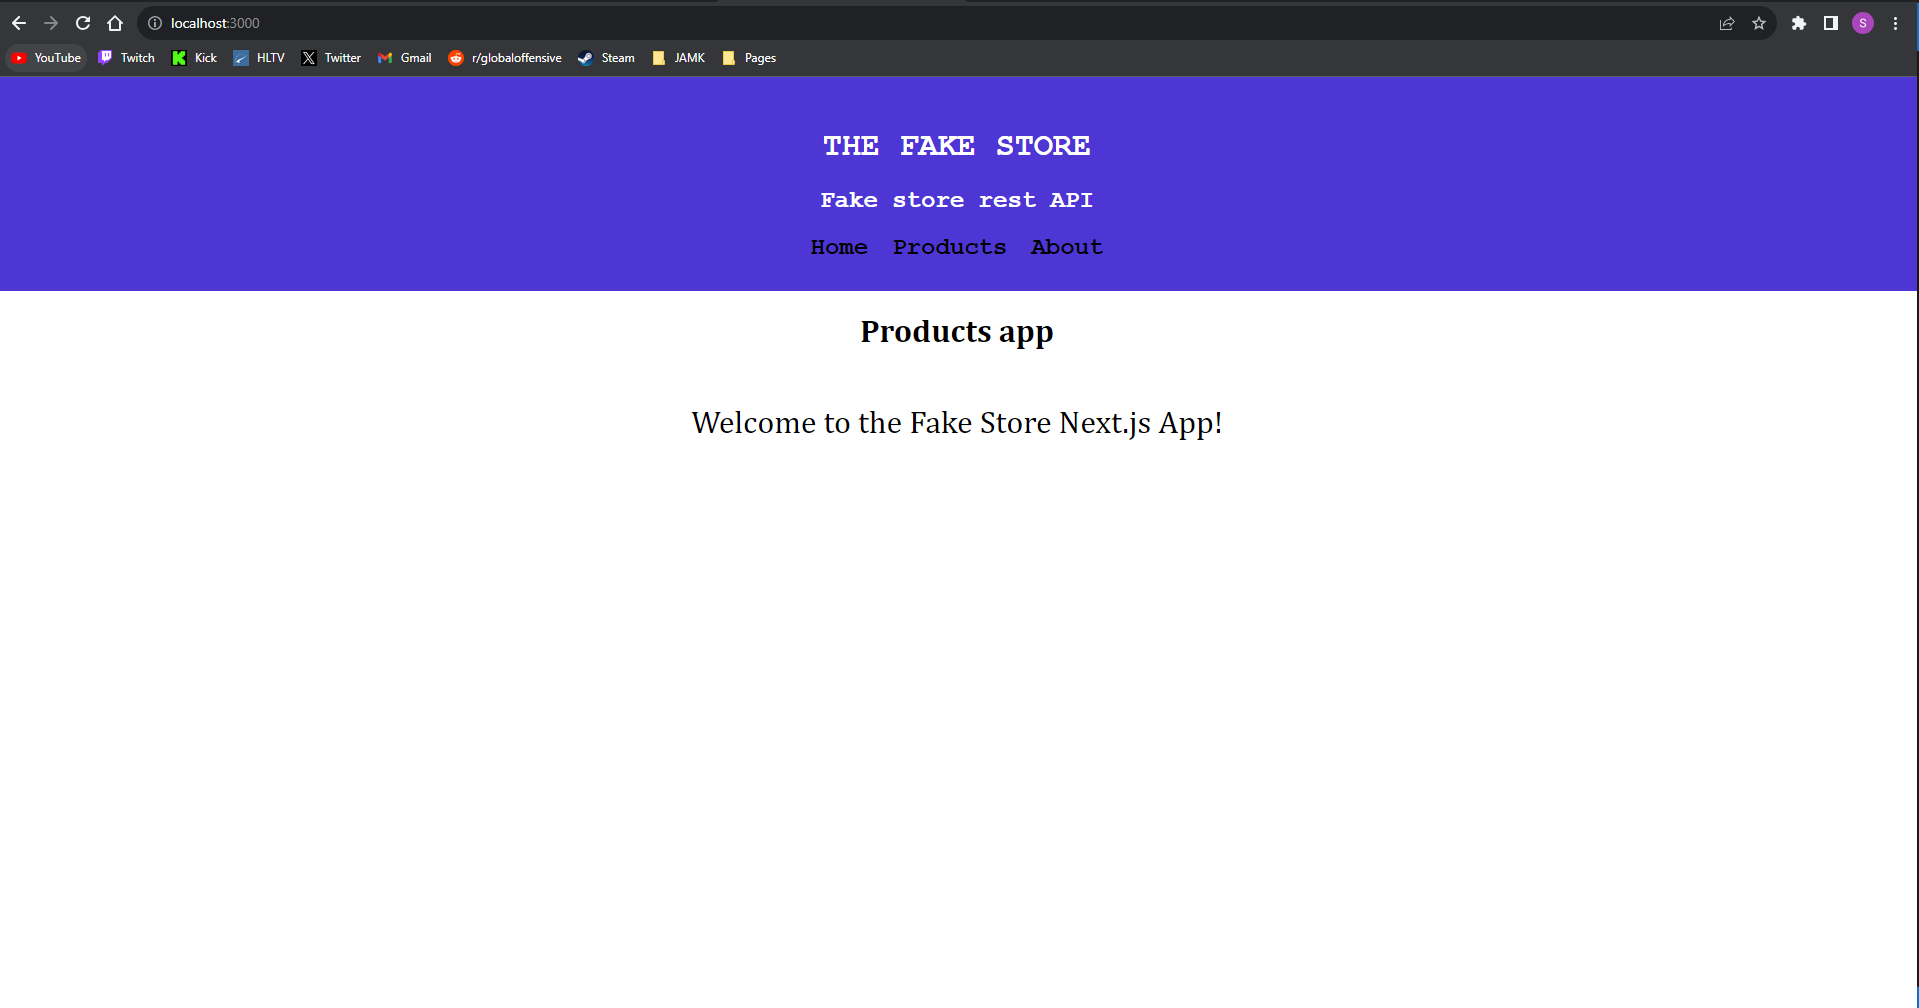 localhost:3000
YouTube Twitch Kick HLTV Twitter Gmail r/globaloffensive Steam JAMK Pages
S
THE FAKE STORE
Fake store rest API
Home Products About
Products app
Welcome to the Fake Store Next.js App!